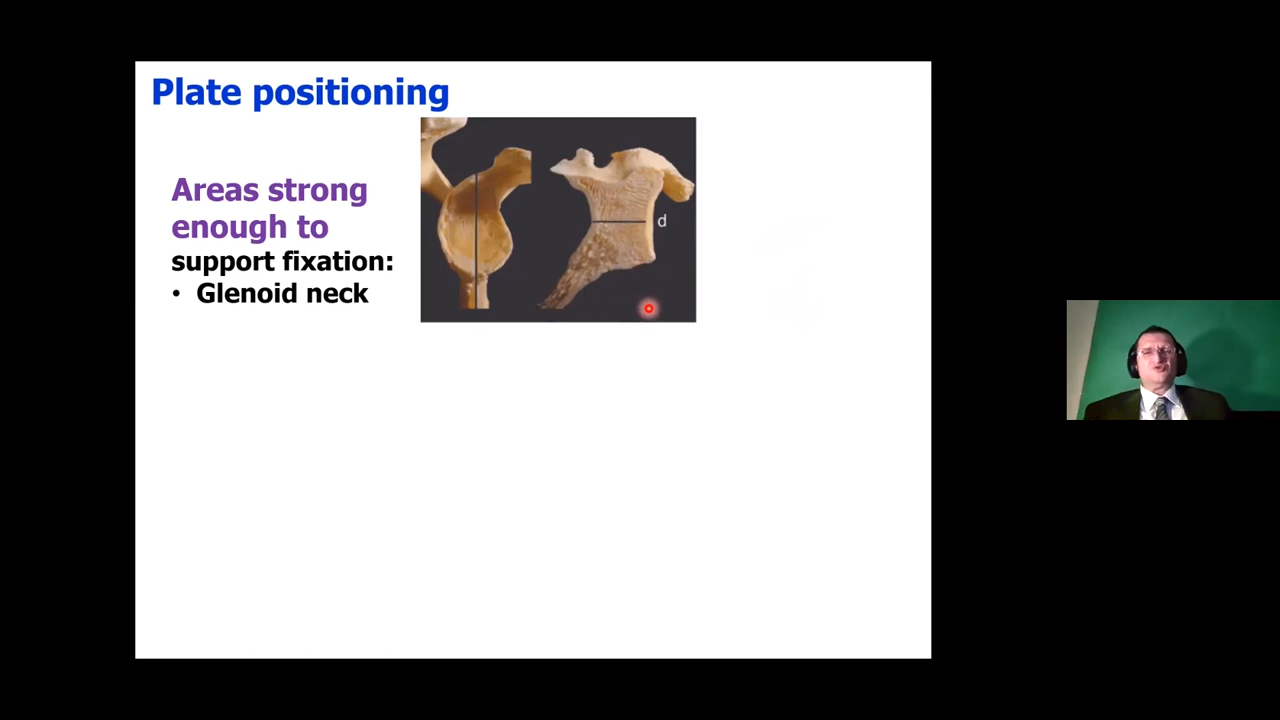 Plate positioning
Areas strong
enough to
support fixation:
• Glenoid neck
d